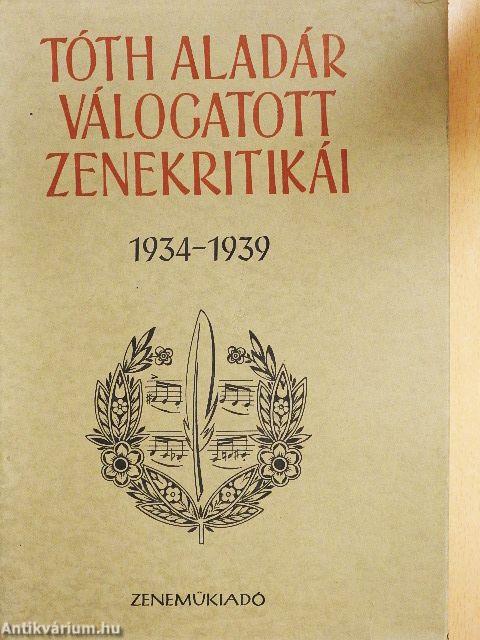 TÓTH ALADÁR
VÁLOGATOTT
ZENEKRITIKÁI
1934-1939
ZENEMŰKIADÓ
Antikvárium.hu